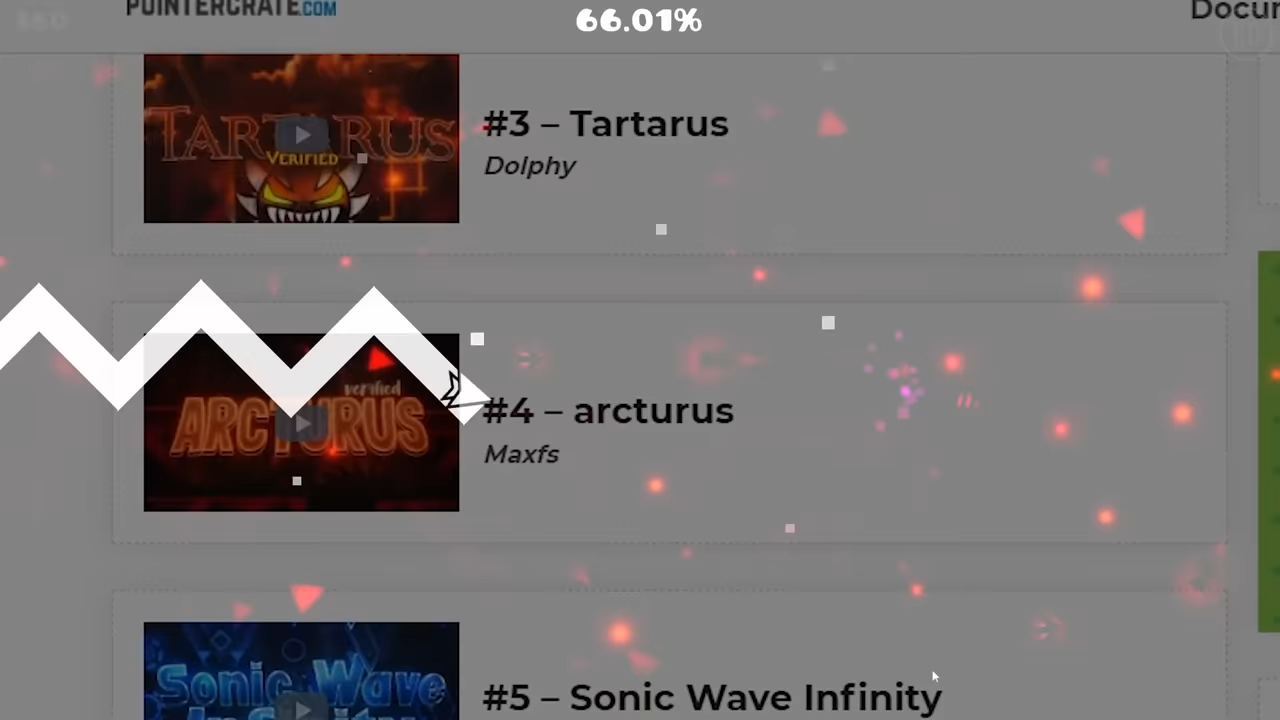 POINTERCRATE.COM
66.01%
Docu
TARTARUS
VERIFIED
#3 – Tartarus
Dolphy
verified
ARCTURUS
#4 – arcturus
Maxfs
Sonic Wave
Infinity
#5 – Sonic Wave Infinity